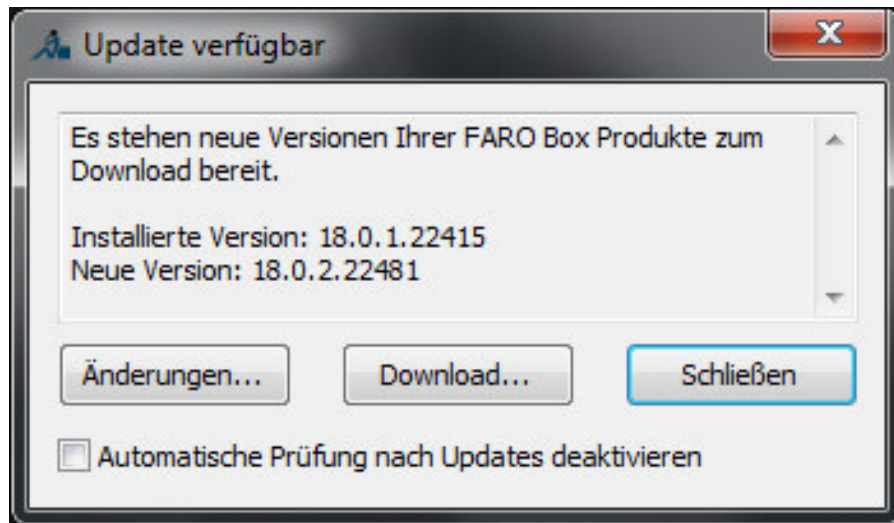 Update verfügbar
Es stehen neue Versionen Ihrer FARO Box Produkte zum
Download bereit.
Installierte Version: 18.0.1.22415
Neue Version: 18.0.2.22481
Änderungen...
Download...
Schließen
Automatische Prüfung nach Updates deaktivieren